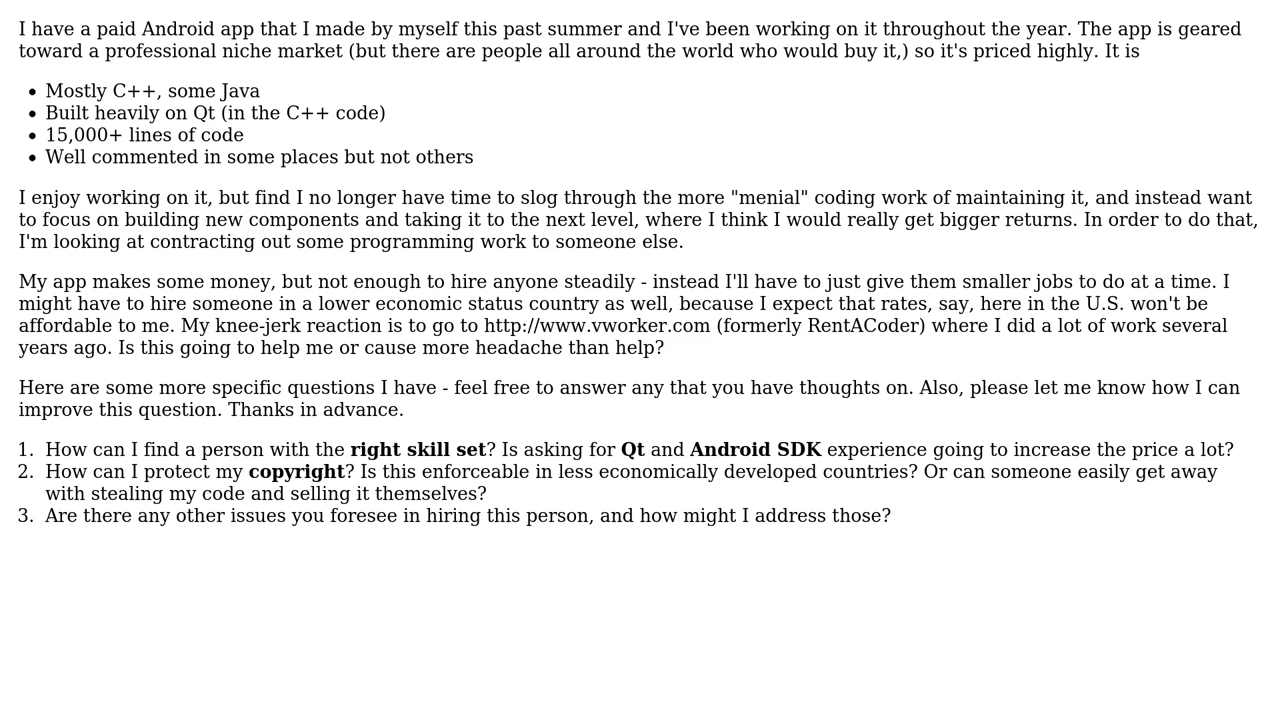 I have a paid Android app that I made by myself this past summer and I've been working on it throughout the year. The app is geared
toward a professional niche market (but there are people all around the world who would buy it,) so it's priced highly. It is
• Mostly C++, some Java
• Built heavily on Qt (in the C++ code)
• 15,000+ lines of code
• Well commented in some places but not others
I enjoy working on it, but find I no longer have time to slog through the more "menial" coding work of maintaining it, and instead want
to focus on building new components and taking it to the next level, where I think I would really get bigger returns. In order to do that,
I'm looking at contracting out some programming work to someone else.
My app makes some money, but not enough to hire anyone steadily - instead I'll have to just give them smaller jobs to do at a time. I
might have to hire someone in a lower economic status country as well, because I expect that rates, say, here in the U.S. won't be
affordable to me. My knee-jerk reaction is to go to http://www.vworker.com (formerly RentACoder) where I did a lot of work several
years ago. Is this going to help me or cause more headache than help?
Here are some more specific questions I have - feel free to answer any that you have thoughts on. Also, please let me know how I can
improve this question. Thanks in advance.
1. How can I find a person with the right skill set? Is asking for Qt and Android SDK experience going to increase the price a lot?
2. How can I protect my copyright? Is this enforceable in less economically developed countries? Or can someone easily get away
with stealing my code and selling it themselves?
3. Are there any other issues you foresee in hiring this person, and how might I address those?